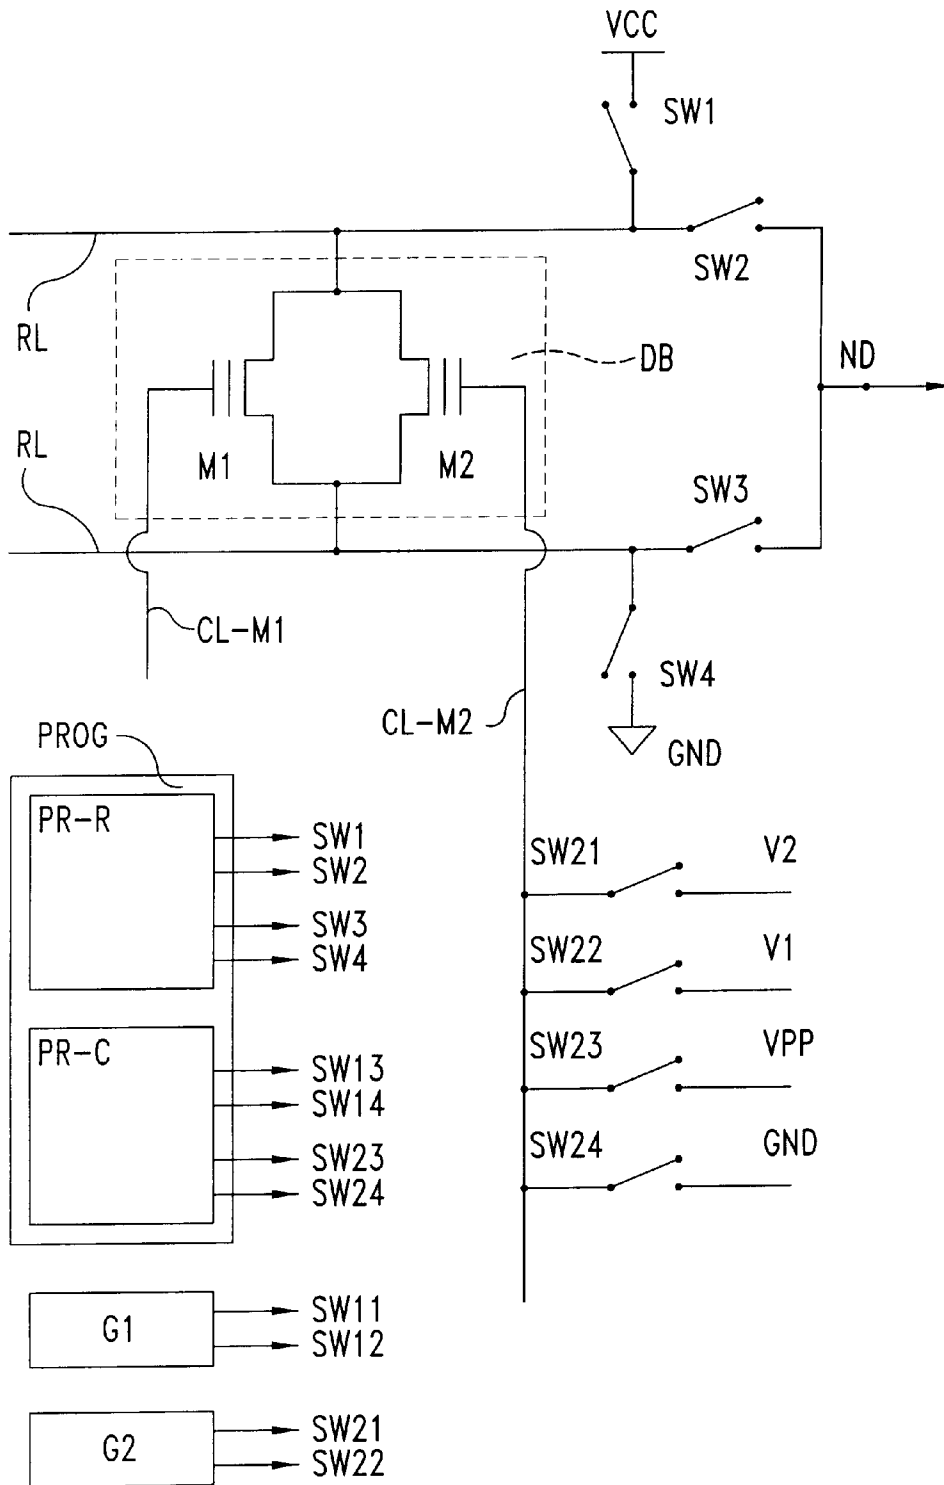 VCC
SW1
SW2
RL
DB
ND
RL
M1
M2
SW3
CL-M1
SW4
CL-M2
GND
PROG
PR-R
SW1
SW2
SW3
SW4
SW21
V2
SW22
V1
PR-C
SW13
SW14
SW23
SW24
SW23
VPP
SW24
GND
G1
SW11
SW12
G2
SW21
SW22